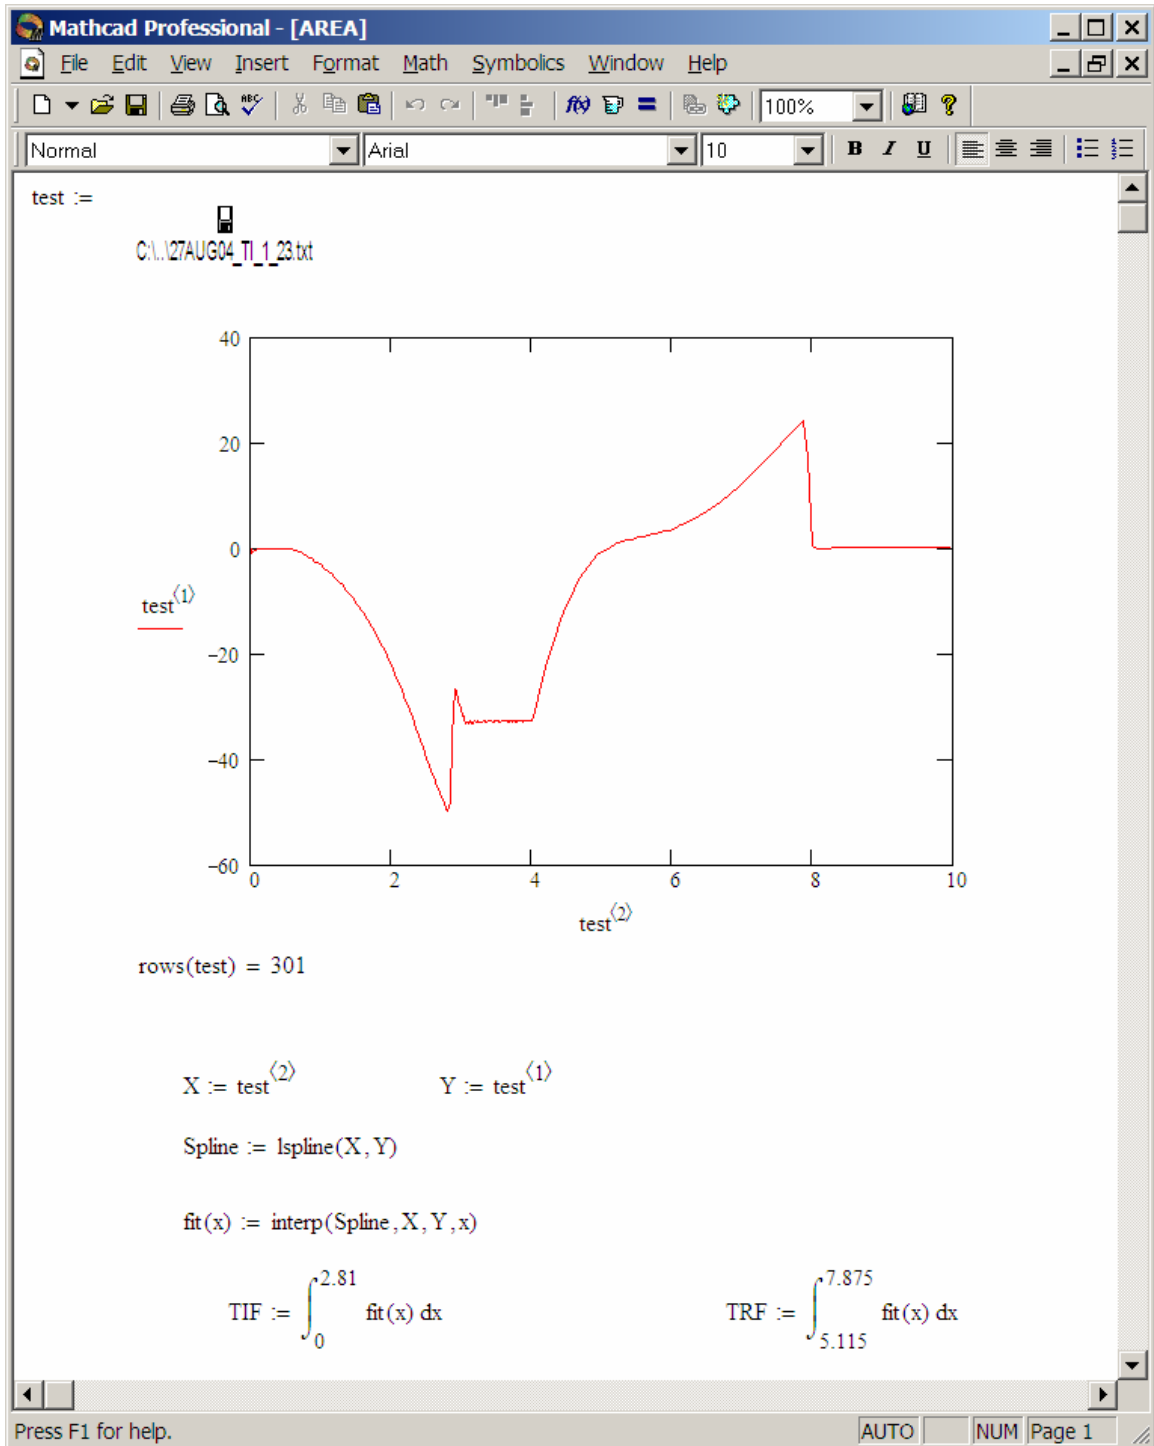 Mathcad Professional - [AREA]
File Edit View Insert Format Math Symbolics Window Help
100%
Normal Arial 10 B I U
test :=
C:\..\27AUG04_TI_1_23.txt
40
20
0
test⟨1⟩
−20
−40
−60
0 2 4 6 8 10
test⟨2⟩
rows(test) = 301
X := test⟨2⟩ Y := test⟨1⟩
Spline := lspline(X, Y)
fit(x) := interp(Spline, X, Y, x)
TIF := ∫₀^2.81 fit(x) dx TRF := ∫5.115^7.875 fit(x) dx
Press F1 for help. AUTO NUM Page 1